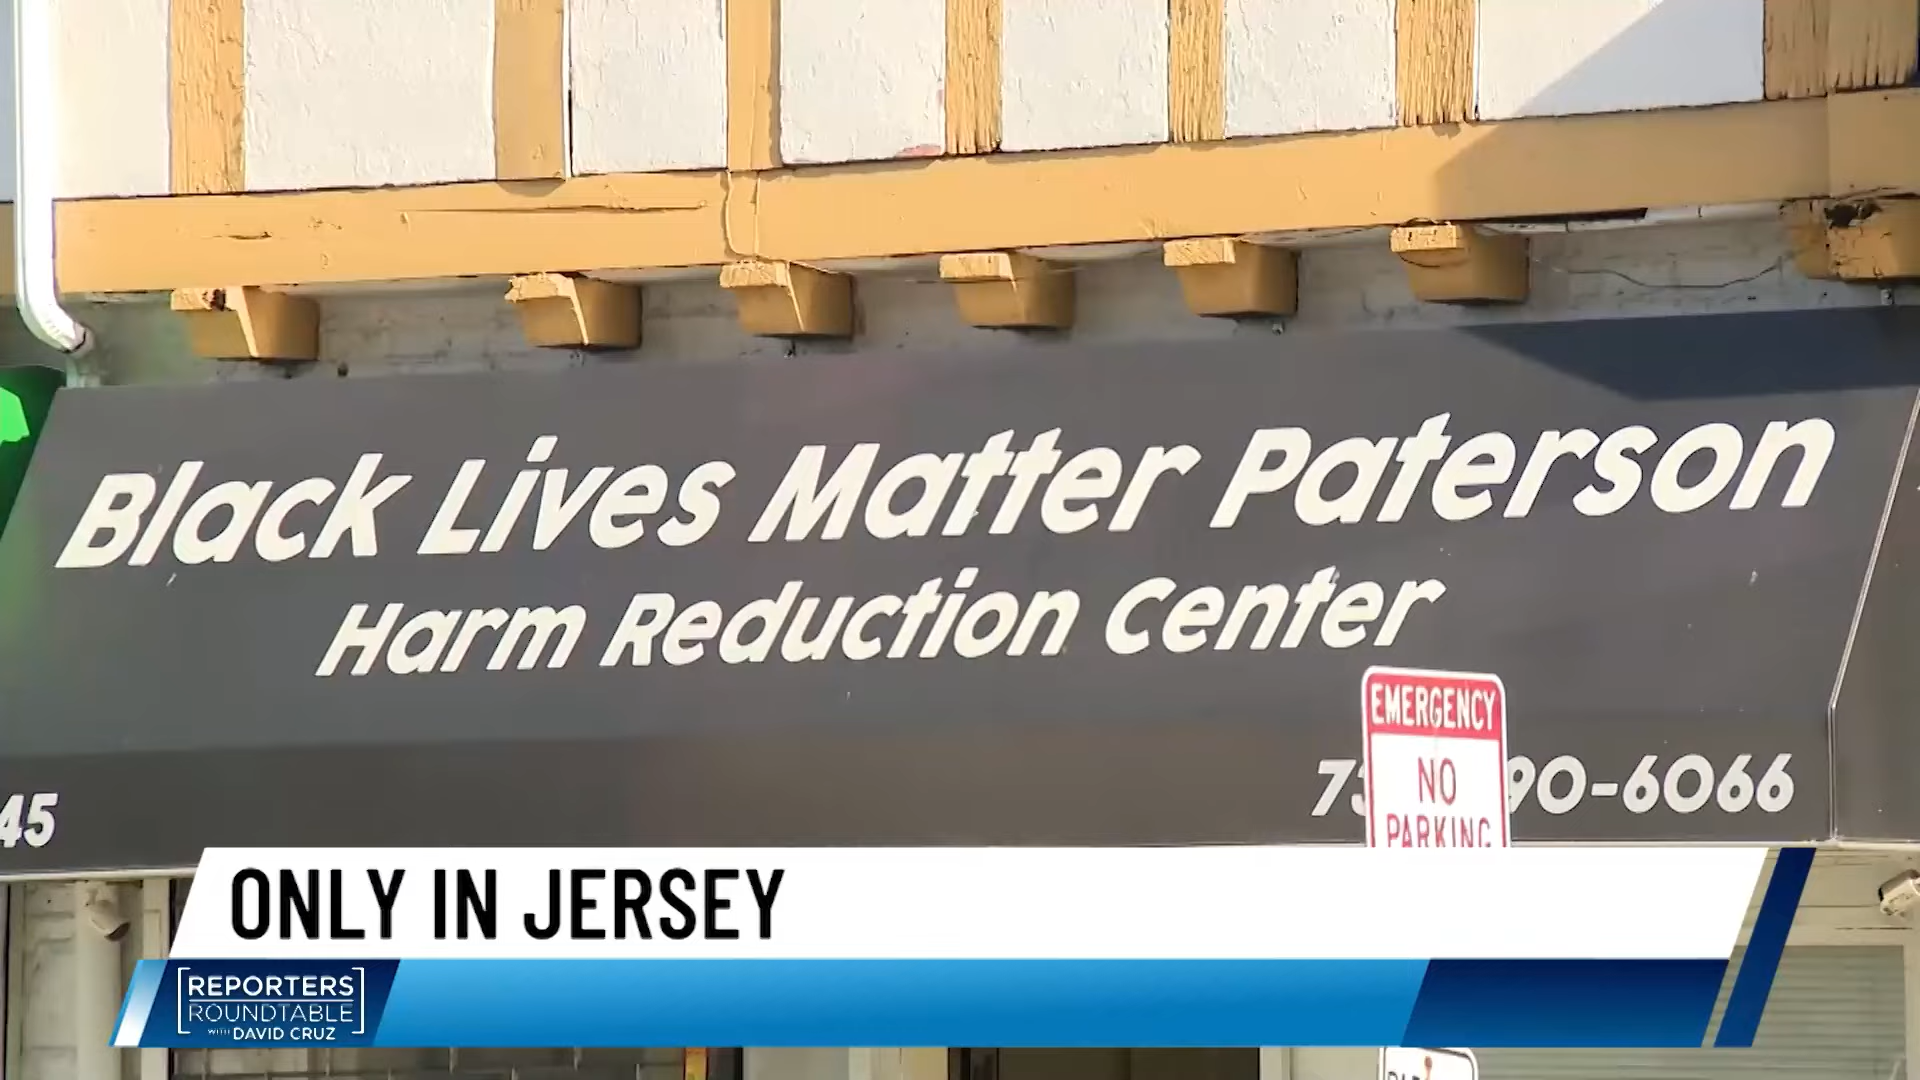 Black Lives Matter Paterson
Harm Reduction Center
EMERGENCY
NO
PARKING
90-6066
45
ONLY IN JERSEY
REPORTERS
ROUNDTABLE
WITH DAVID CRUZ